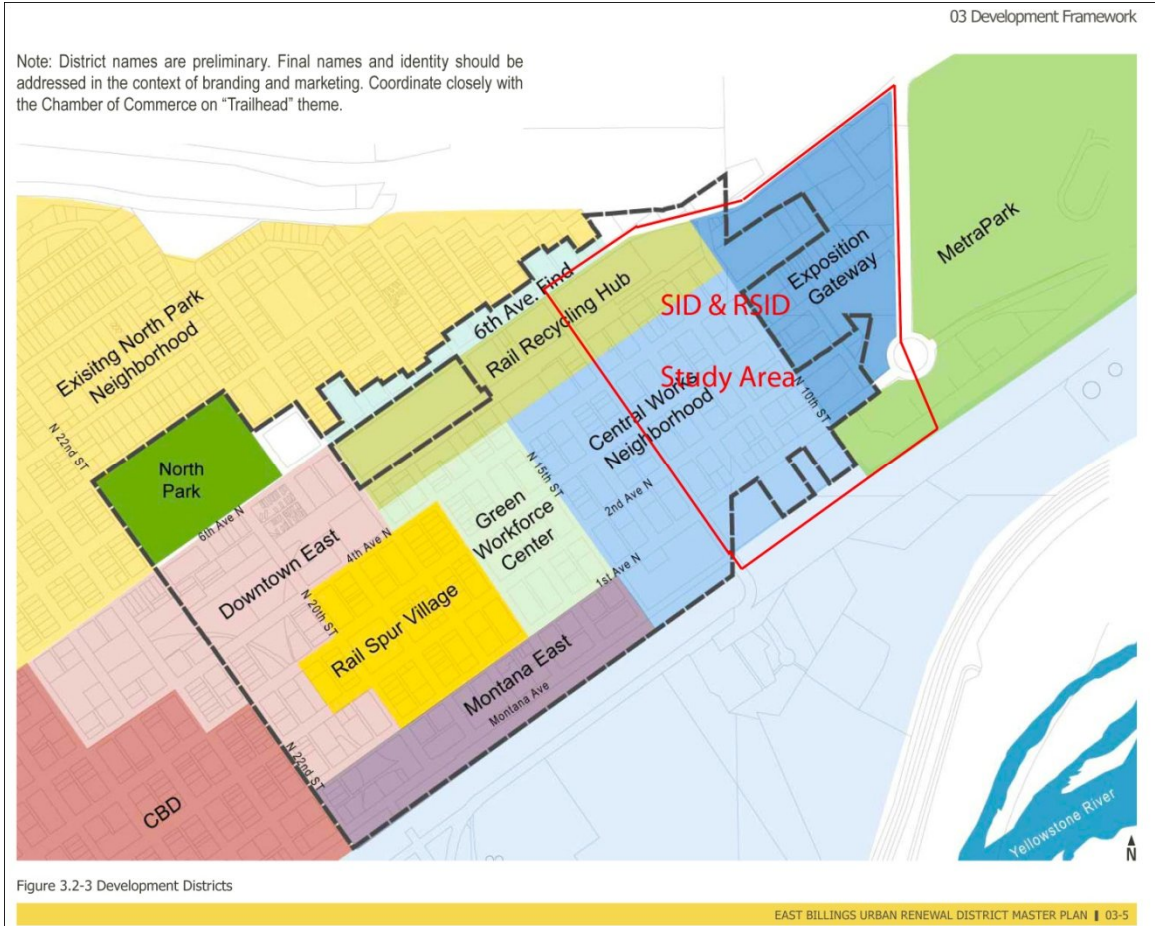 03 Development Framework
Note: District names are preliminary. Final names and identity should be
addressed in the context of branding and marketing. Coordinate closely with
the Chamber of Commerce on “Trailhead” theme.
MetraPark
Exposition
Gateway
6th Ave. Find
Rail Recycling Hub
SID & RSID
Study Area
Exisitng North Park
Neighborhood
Central Works
Neighborhood
N 10th ST
N 22nd ST
North
Park
N 15th ST
2nd Ave N
Green
Workforce
Center
6th Ave N
4th Ave N
Downtown East
1st Ave N
N 20th ST
Rail Spur Village
Montana East
Montana Ave
N 22nd ST
CBD
Yellowstone River
N
Figure 3.2-3 Development Districts
EAST BILLINGS URBAN RENEWAL DISTRICT MASTER PLAN ❚ 03-5